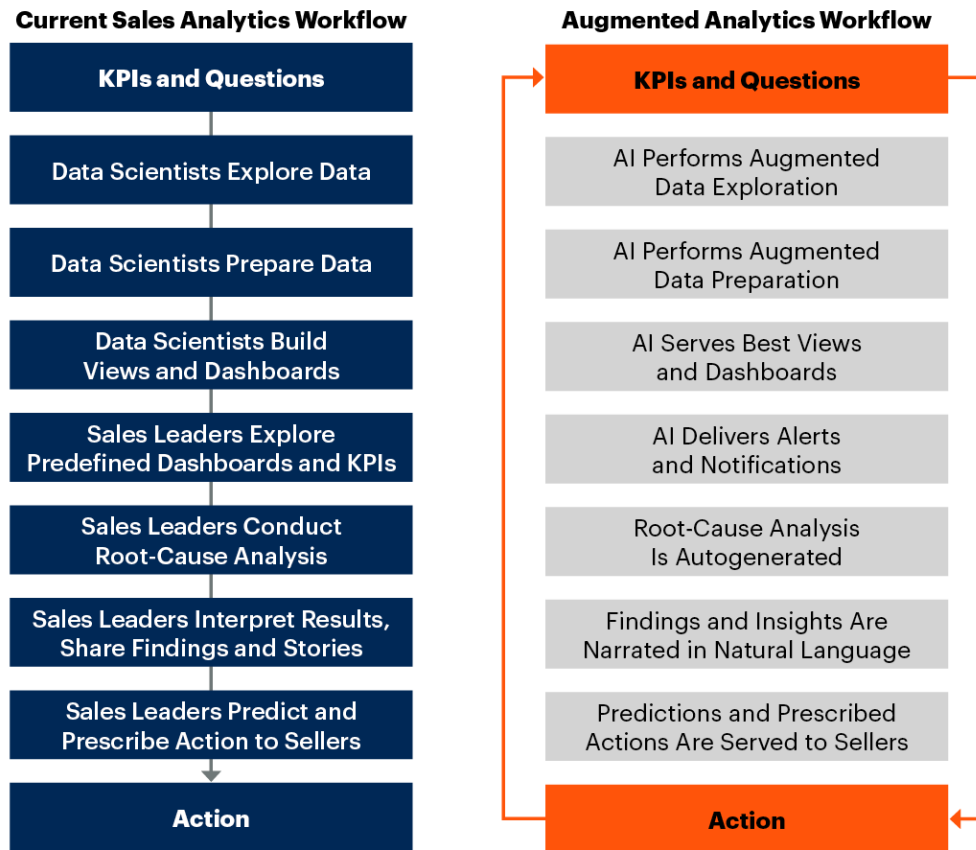 Current Sales Analytics Workflow
KPIs and Questions
Data Scientists Explore Data
Data Scientists Prepare Data
Data Scientists Build
Views and Dashboards
Sales Leaders Explore
Predefined Dashboards and KPIs
Sales Leaders Conduct
Root-Cause Analysis
Sales Leaders Interpret Results,
Share Findings and Stories
Sales Leaders Predict and
Prescribe Action to Sellers
Action
Augmented Analytics Workflow
KPIs and Questions
AI Performs Augmented
Data Exploration
AI Performs Augmented
Data Preparation
AI Serves Best Views
and Dashboards
AI Delivers Alerts
and Notifications
Root-Cause Analysis
Is Autogenerated
Findings and Insights Are
Narrated in Natural Language
Predictions and Prescribed
Actions Are Served to Sellers
Action